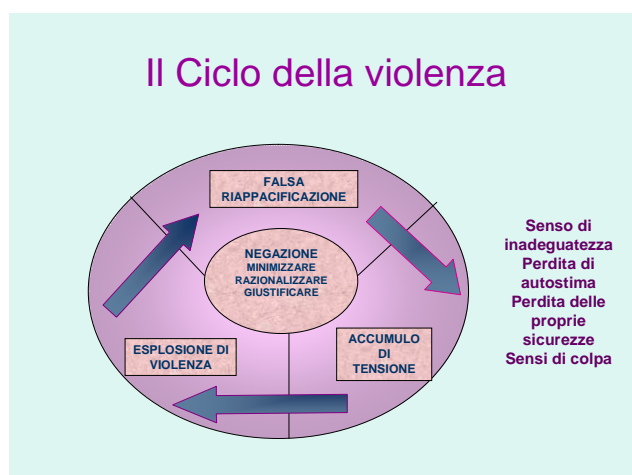 Il Ciclo della violenza
FALSA
RIAPPACIFICAZIONE
NEGAZIONE
MINIMIZZARE
RAZIONALIZZARE
GIUSTIFICARE
ESPLOSIONE DI
VIOLENZA
ACCUMULO
DI
TENSIONE
Senso di
inadeguatezza
Perdita di
autostima
Perdita delle
proprie
sicurezze
Sensi di colpa